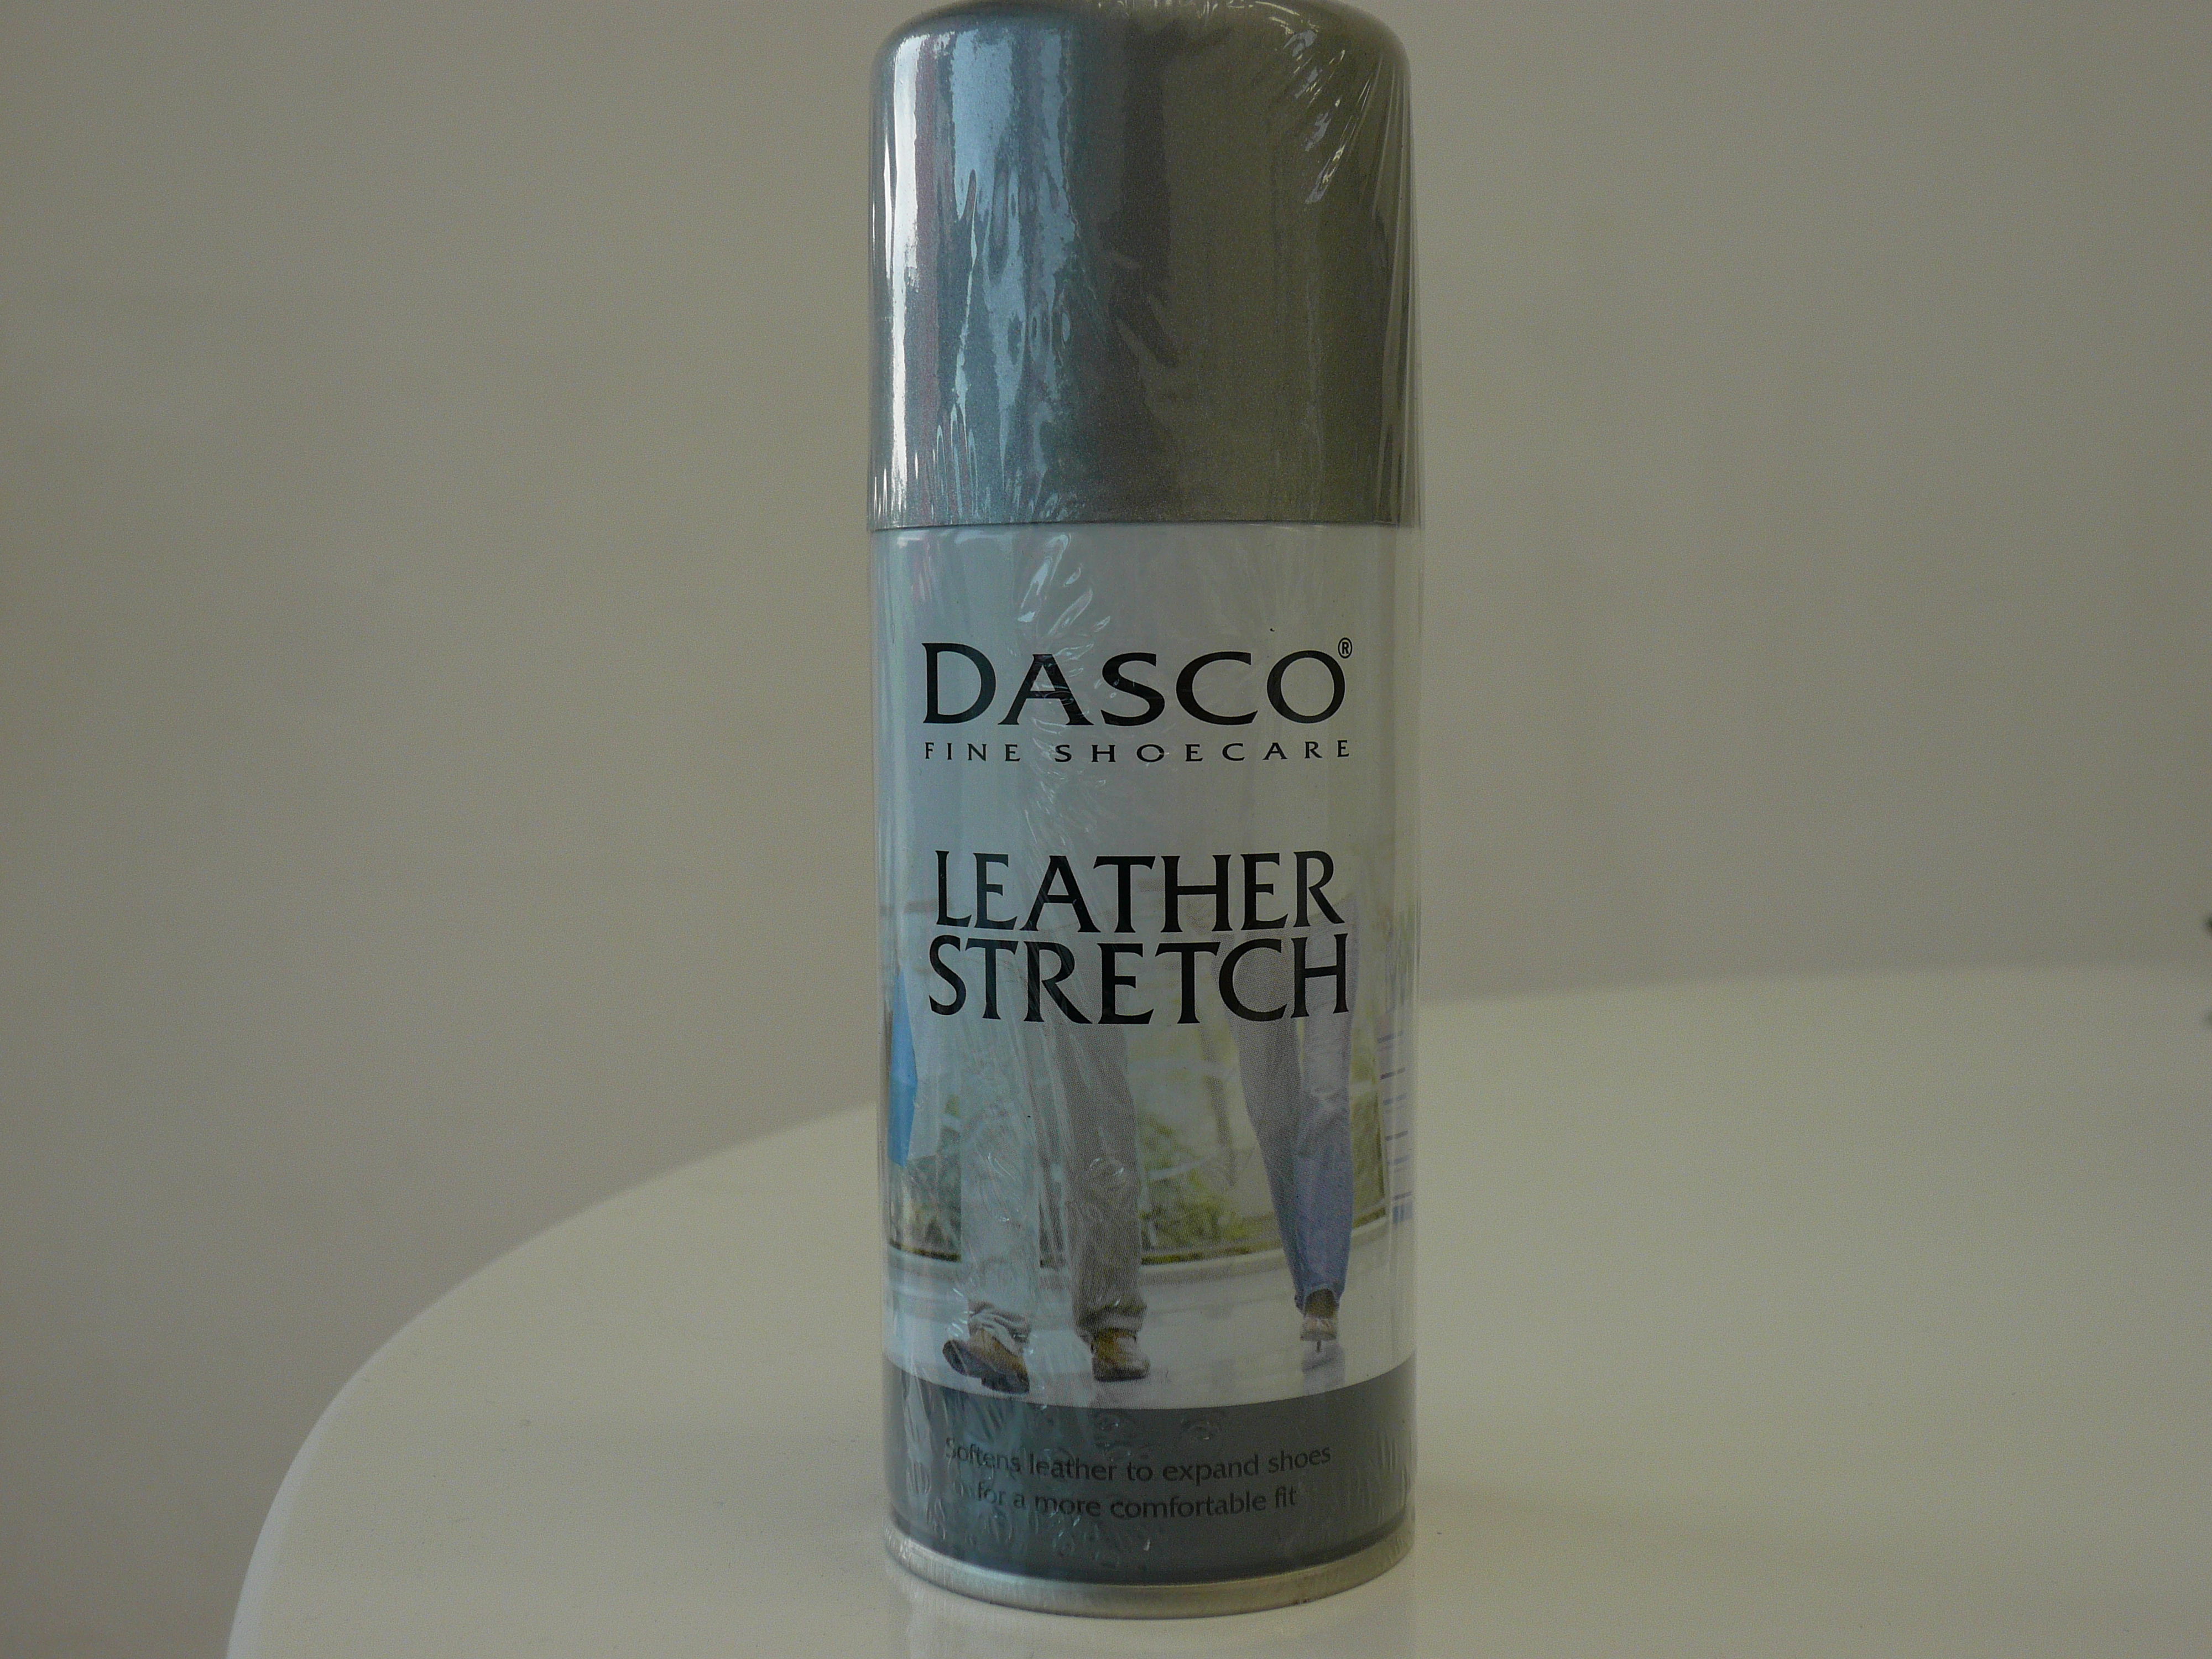 DASCO®
FINE SHOECARE
LEATHER
STRETCH
Softens leather to expand shoes
for a more comfortable fit